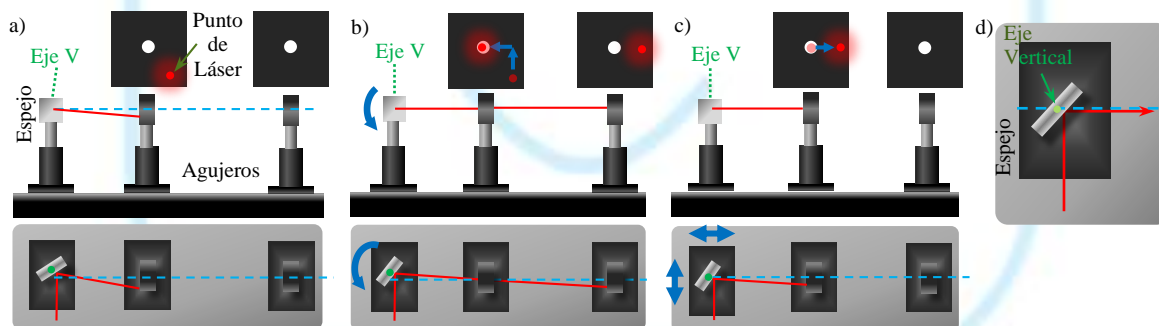 a)
Punto
de
Láser
Eje V
Espejo
Agujeros
b)
Eje V
c)
Eje V
d)
Eje
Vertical
Espejo